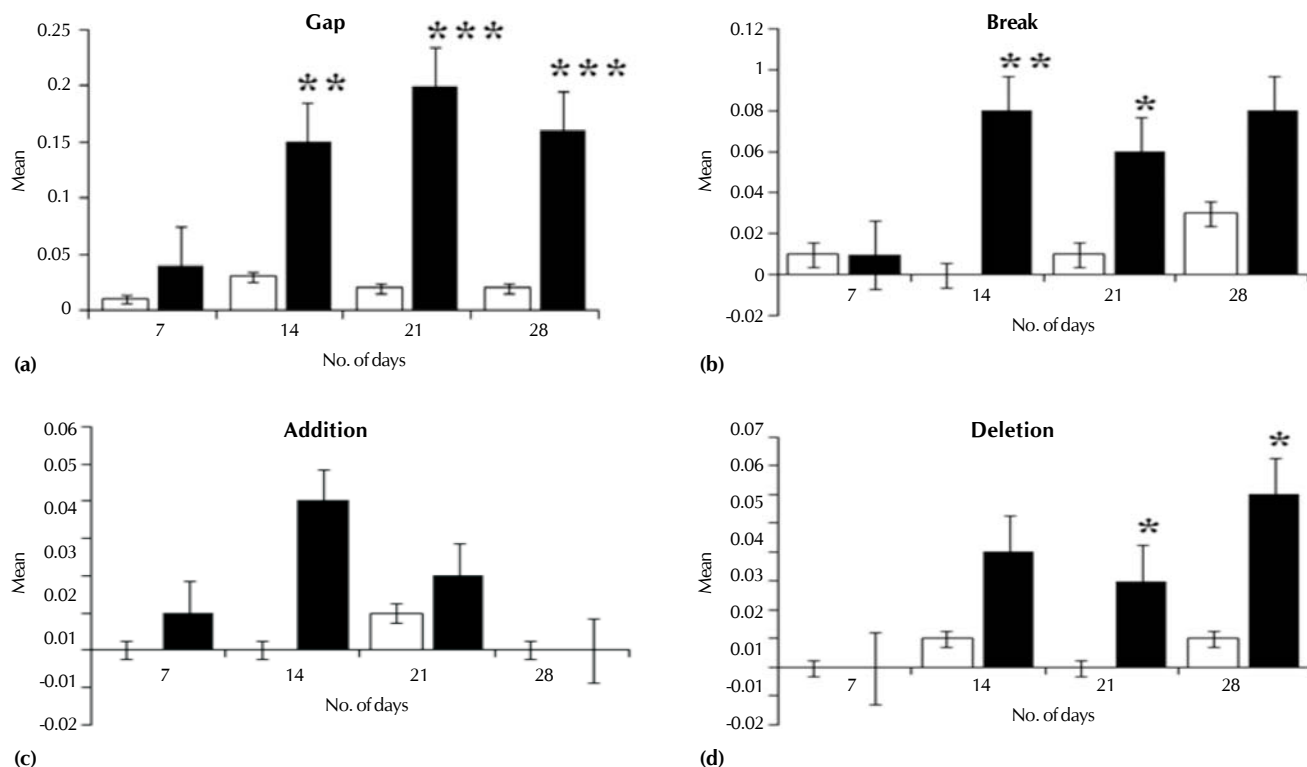 Gap
0.25
0.2
0.15
0.1
0.05
0
Mean
** *** ***
7 14 21 28
No. of days
(a)
Break
0.12
1
0.08
0.06
0.04
0.02
0
-0.02
Mean
** *
7 14 21 28
No. of days
(b)
Addition
0.06
0.05
0.04
0.03
0.02
0.01
-0.01
-0.02
Mean
7 14 21 28
No. of days
(c)
Deletion
0.07
0.06
0.05
0.04
0.03
0.02
0.01
-0.01
-0.02
Mean
* *
7 14 21 28
No. of days
(d)